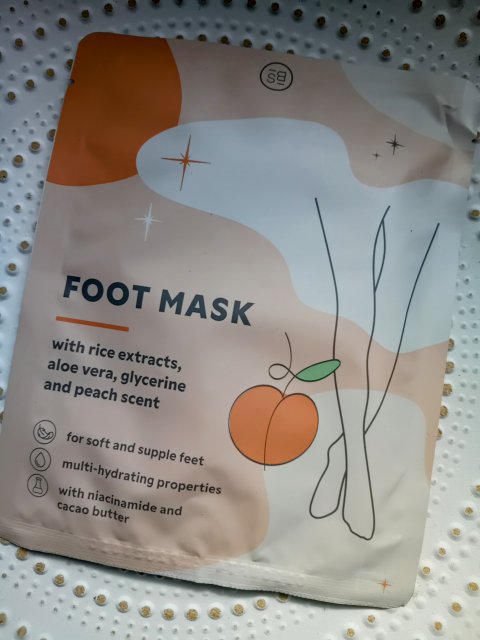 FOOT MASK
with rice extracts,
aloe vera, glycerine
and peach scent
for soft and supple feet
multi-hydrating properties
with niacinamide and
cacao butter